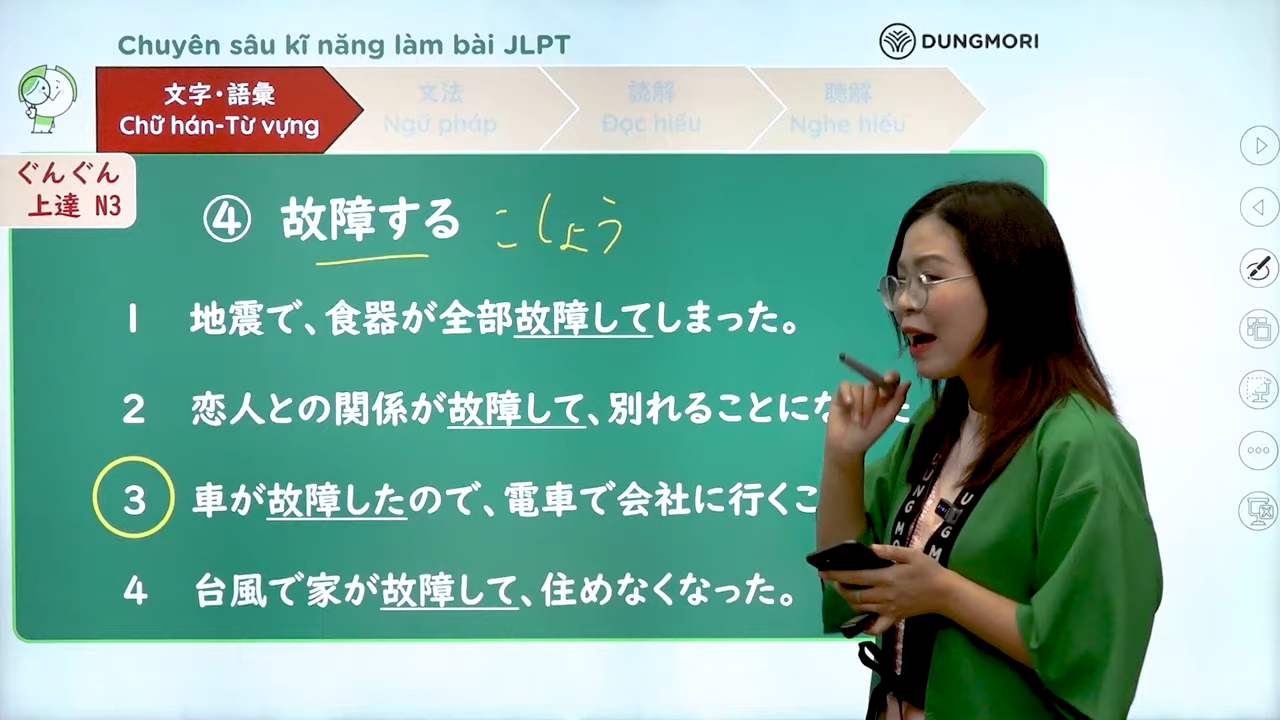 Chuyên sâu kĩ năng làm bài JLPT
DUNGMORI
文字・語彙
Chữ hán-Từ vựng
文法
Ngữ pháp
読解
Đọc hiểu
聴解
Nghe hiểu
ぐんぐん
上達 N3
④ 故障する こしょう
1 地震で、食器が全部故障してしまった。
2 恋人との関係が故障して、別れることにな
3 車が故障したので、電車で会社に行くこ
4 台風で家が故障して、住めなくなった。